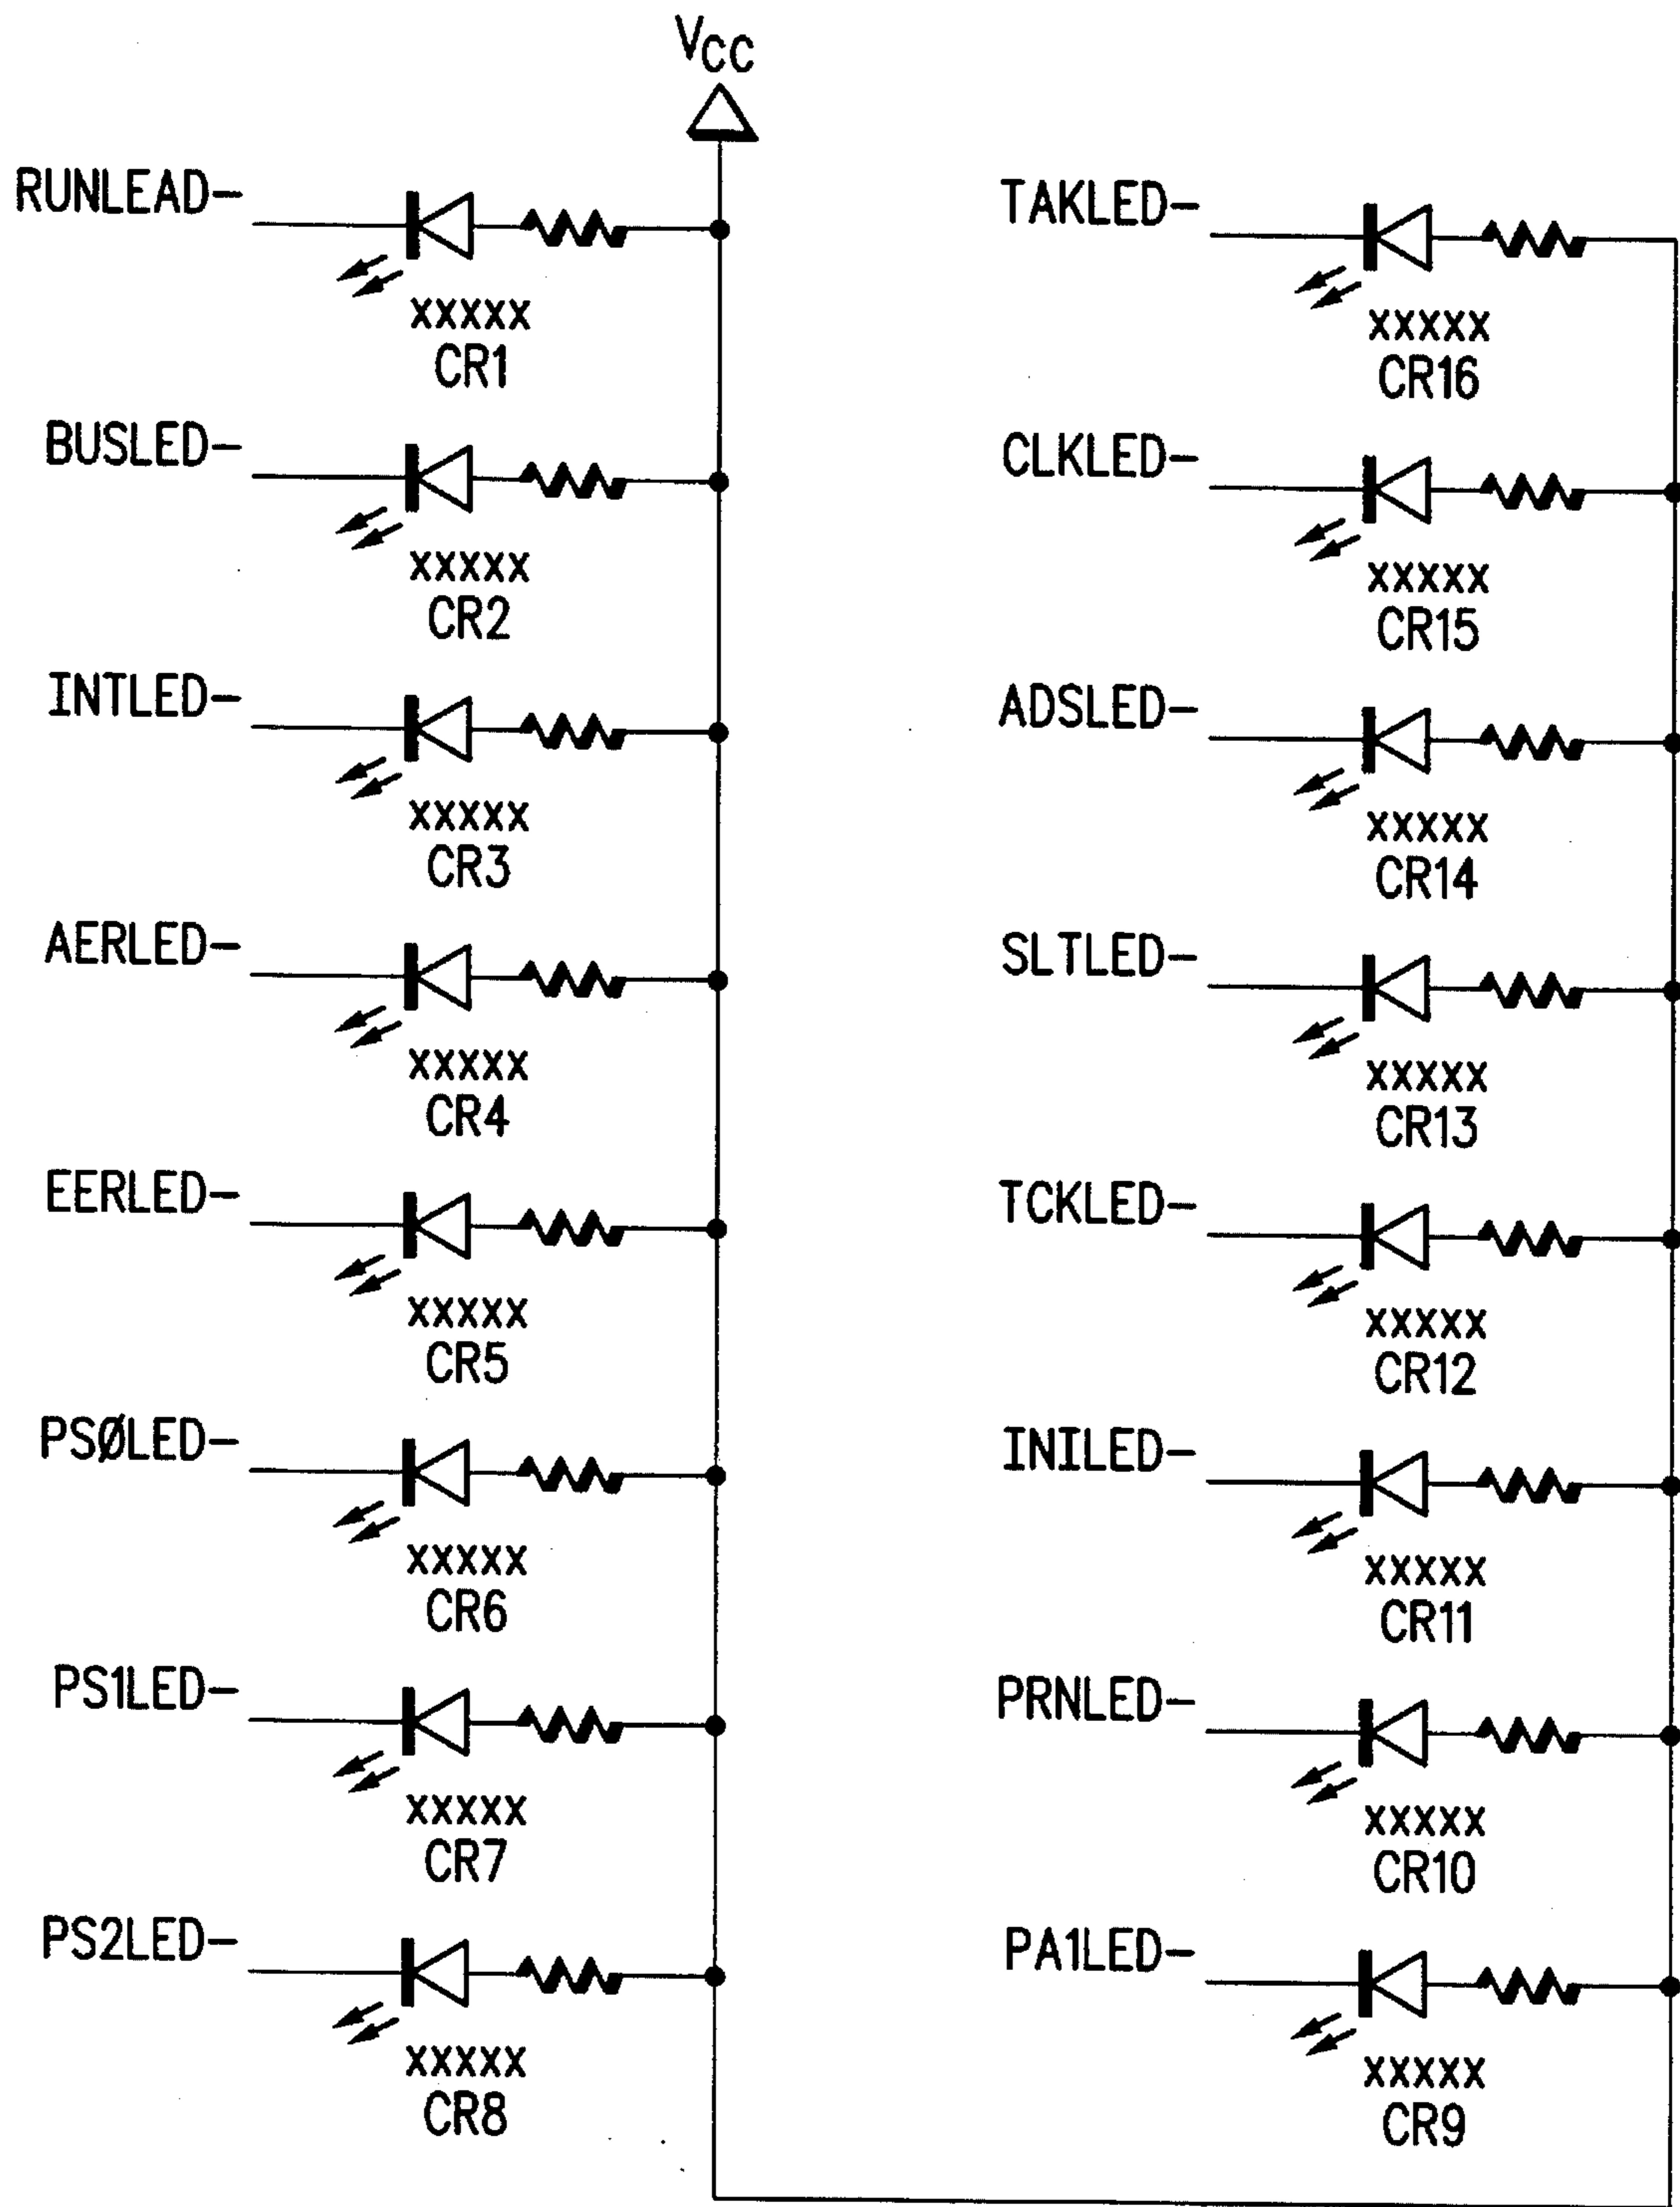 VCC
RUNLEAD-
XXXXX
CR1
BUSLED-
XXXXX
CR2
INTLED-
XXXXX
CR3
AERLED-
XXXXX
CR4
EERLED-
XXXXX
CR5
PSØLED-
XXXXX
CR6
PS1LED-
XXXXX
CR7
PS2LED-
XXXXX
CR8
TAKLED-
XXXXX
CR16
CLKLED-
XXXXX
CR15
ADSLED-
XXXXX
CR14
SLTLED-
XXXXX
CR13
TCKLED-
XXXXX
CR12
INILED-
XXXXX
CR11
PRNLED-
XXXXX
CR10
PA1LED-
XXXXX
CR9